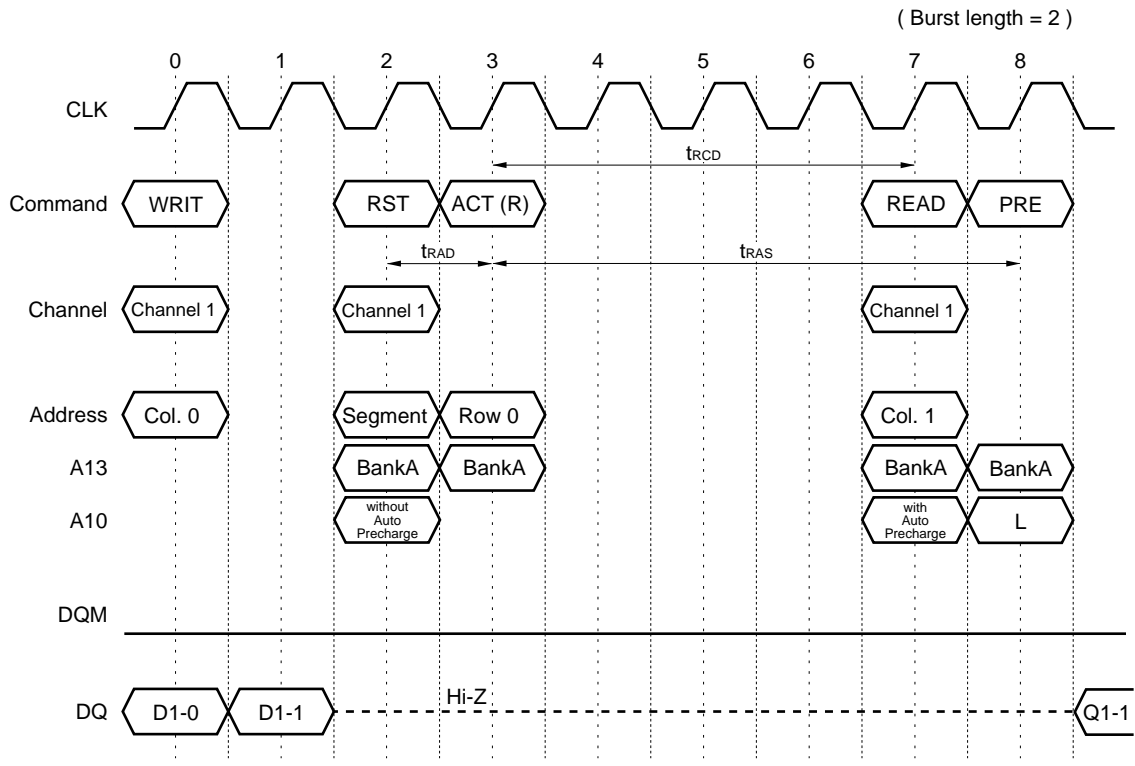 ( Burst length = 2 )
0 1 2 3 4 5 6 7 8
CLK
tRCD
Command WRIT RST ACT (R) READ PRE
tRAD tRAS
Channel Channel 1 Channel 1 Channel 1
Address Col. 0 Segment Row 0 Col. 1
A13 BankA BankA BankA BankA
A10 without Auto Precharge with Auto Precharge L
DQM
Hi-Z
DQ D1-0 D1-1 Q1-1